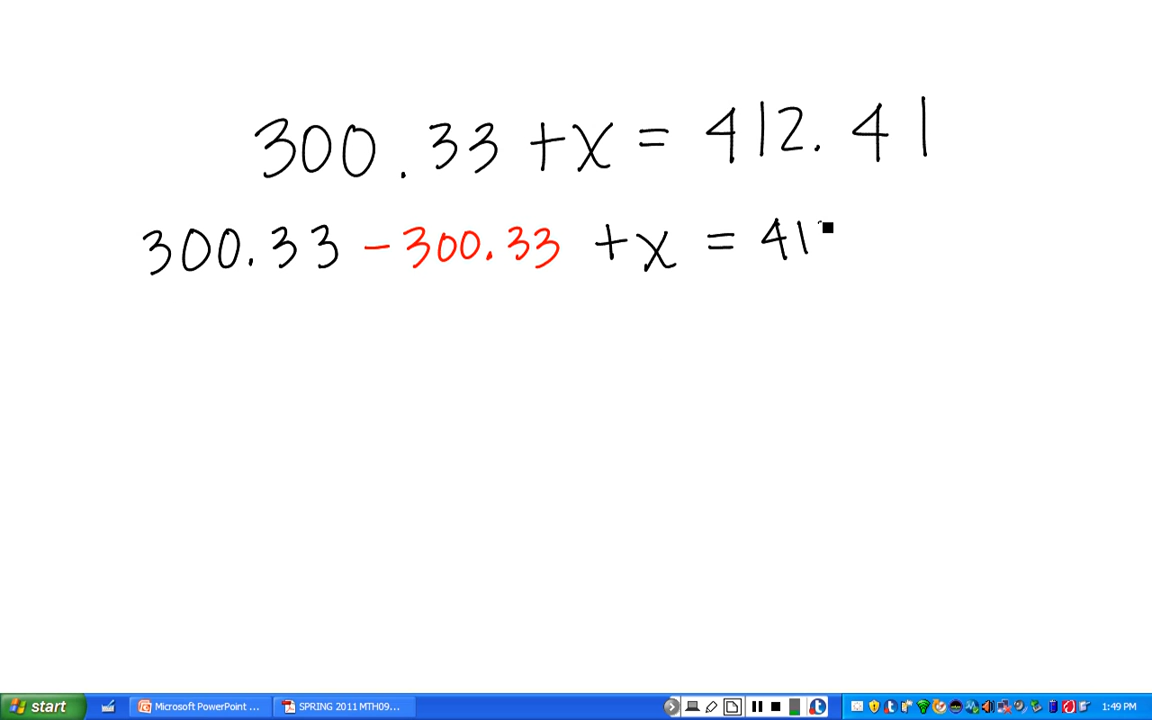 300.33 + x = 412.41
300.33 - 300.33 + x = 41
start
Microsoft PowerPoint ...
SPRING 2011 MTH09...
1:49 PM